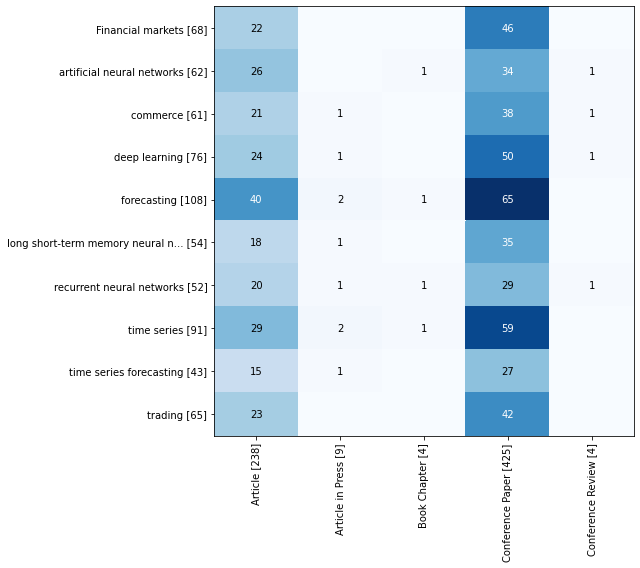 Financial markets [68] 22 46
artificial neural networks [62] 26 1 34 1
commerce [61] 21 1 38 1
deep learning [76] 24 1 50 1
forecasting [108] 40 2 1 65
long short-term memory neural n... [54] 18 1 35
recurrent neural networks [52] 20 1 1 29 1
time series [91] 29 2 1 59
time series forecasting [43] 15 1 27
trading [65] 23 42
Article [238]
Article in Press [9]
Book Chapter [4]
Conference Paper [425]
Conference Review [4]